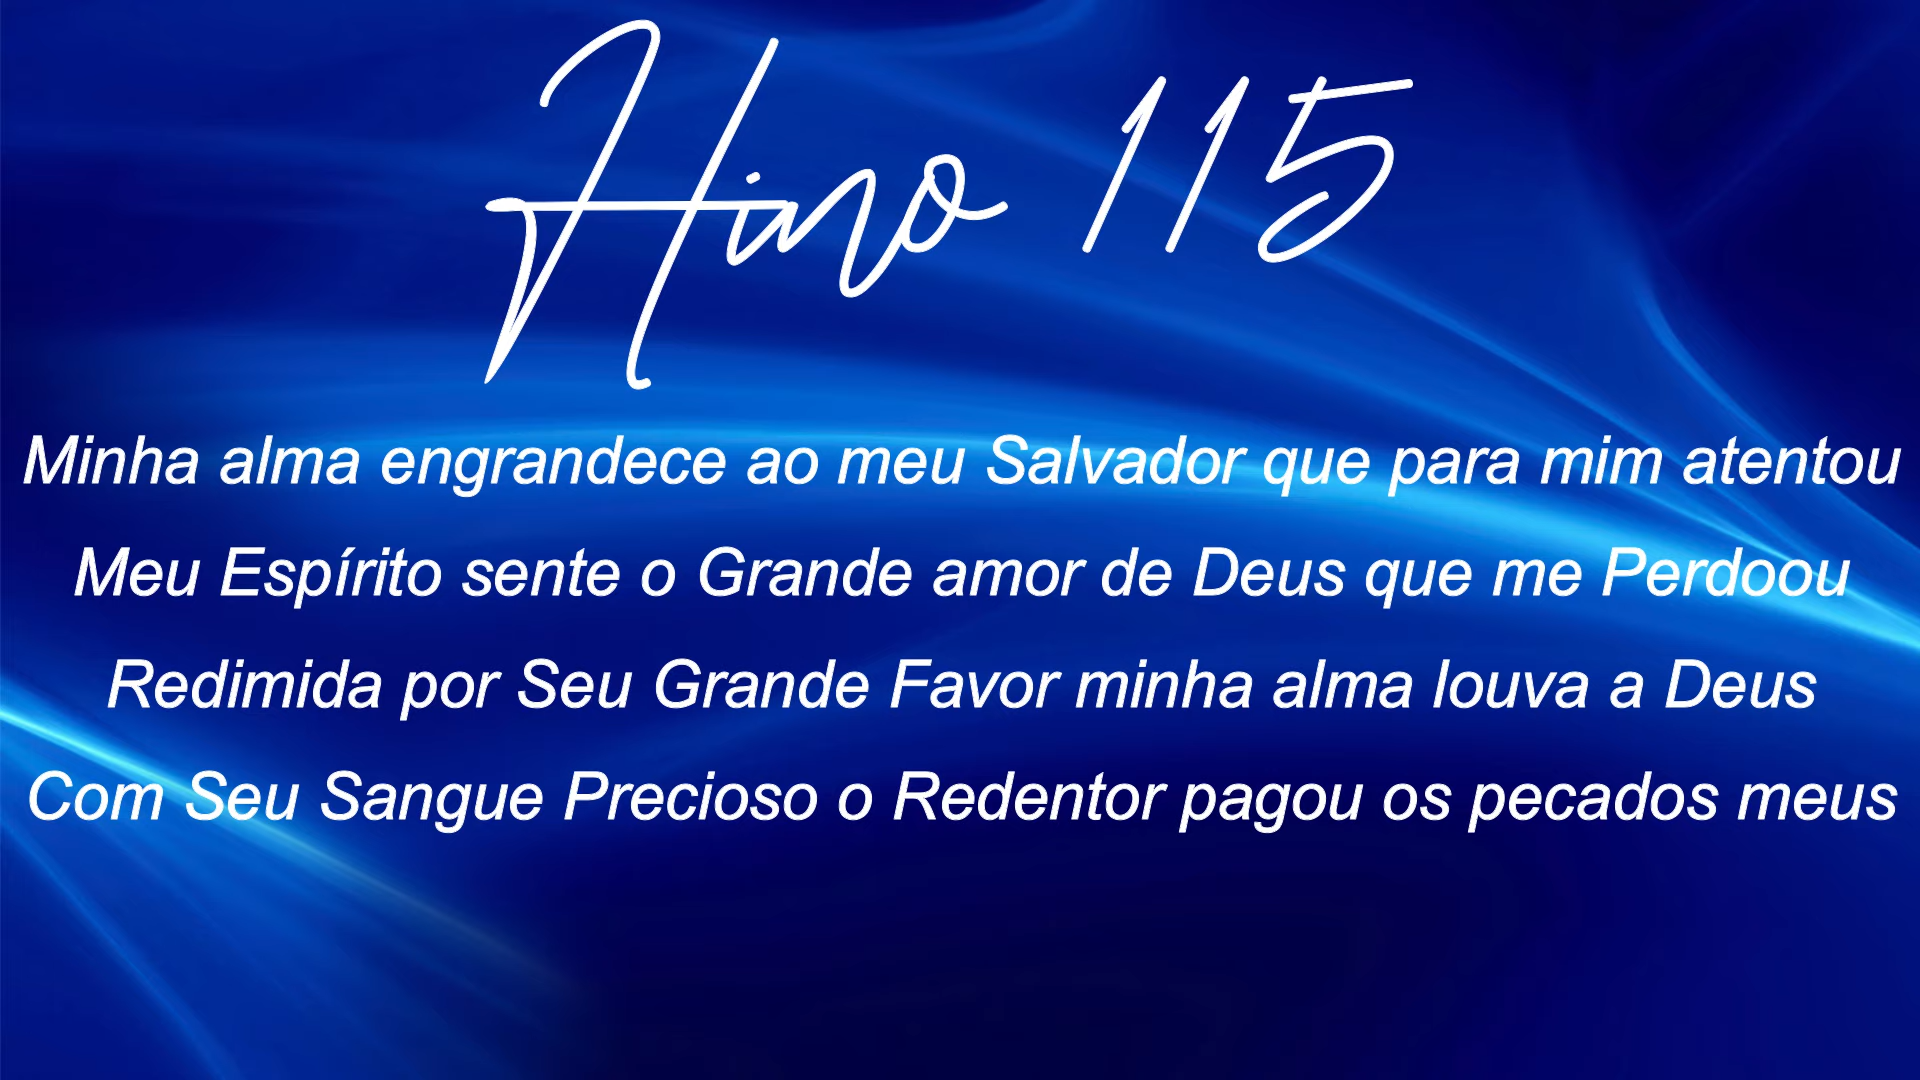 Hino 115
Minha alma engrandece ao meu Salvador que para mim atentou
Meu Espírito sente o Grande amor de Deus que me Perdoou
Redimida por Seu Grande Favor minha alma louva a Deus
Com Seu Sangue Precioso o Redentor pagou os pecados meus